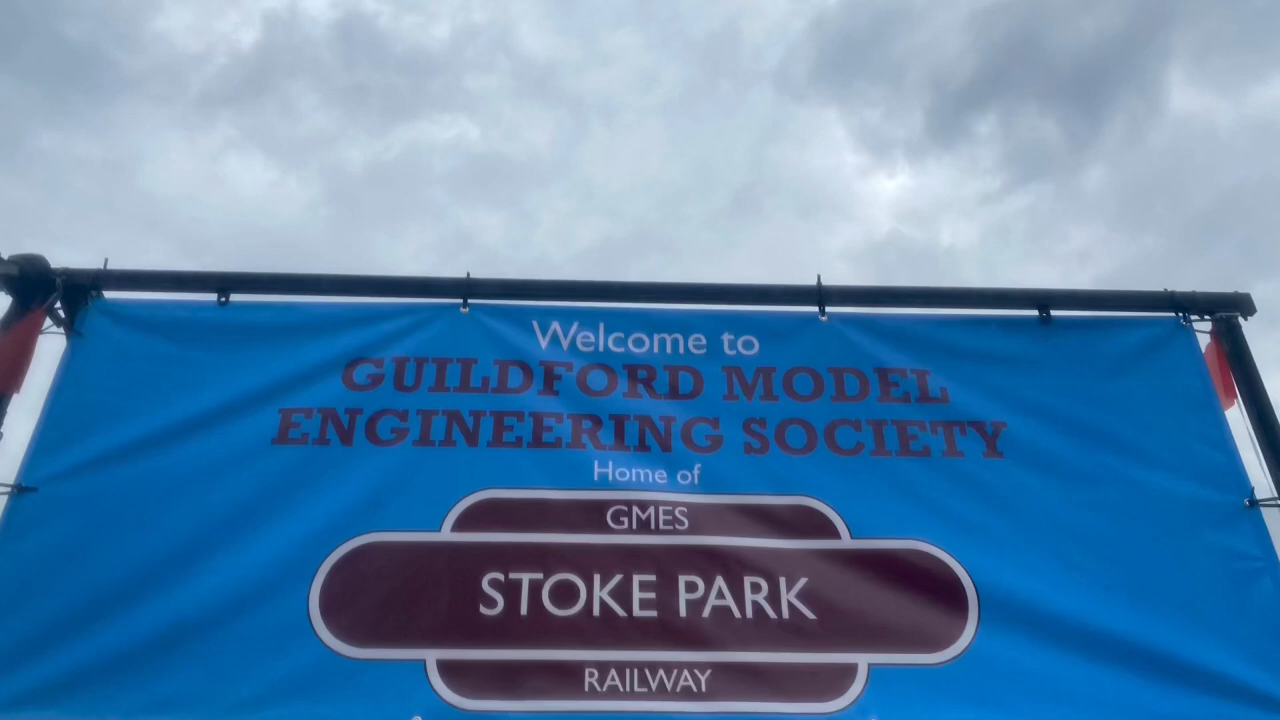 Welcome to
GUILDFORD MODEL
ENGINEERING SOCIETY
Home of
GMES
STOKE PARK
RAILWAY